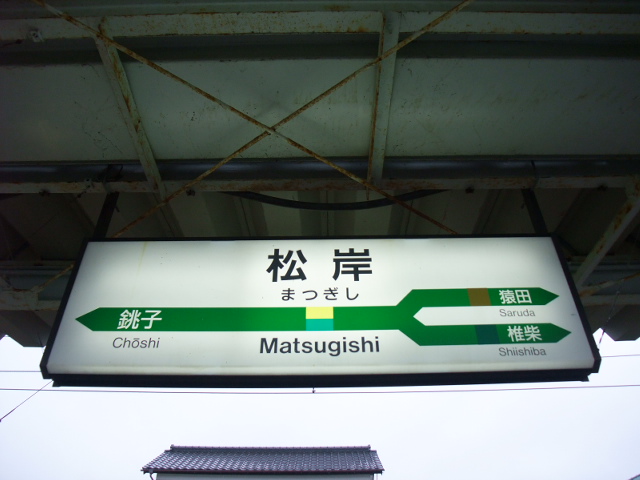 松岸
まつぎし
銚子
Chōshi
Matsugishi
猿田
Saruda
椎柴
Shiishiba